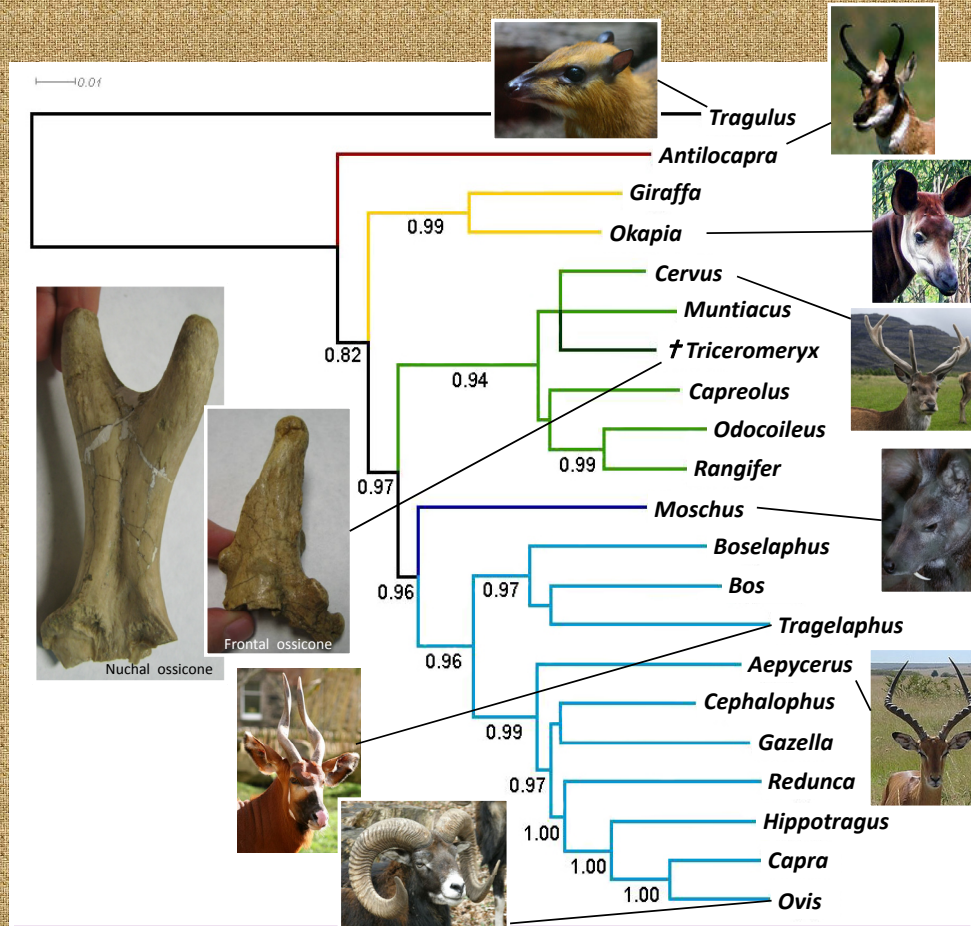 0.01
Tragulus
Antilocapra
Giraffa
0.99
Okapia
Cervus
Muntiacus
0.82
† Triceromeryx
0.94
Capreolus
Odocoileus
0.99
Rangifer
0.97
Moschus
Boselaphus
0.96
0.97
Bos
Tragelaphus
Frontal ossicone
0.96
Aepycerus
Nuchal ossicone
Cephalophus
0.99
Gazella
0.97
Redunca
Hippotragus
1.00
Capra
1.00
1.00
Ovis